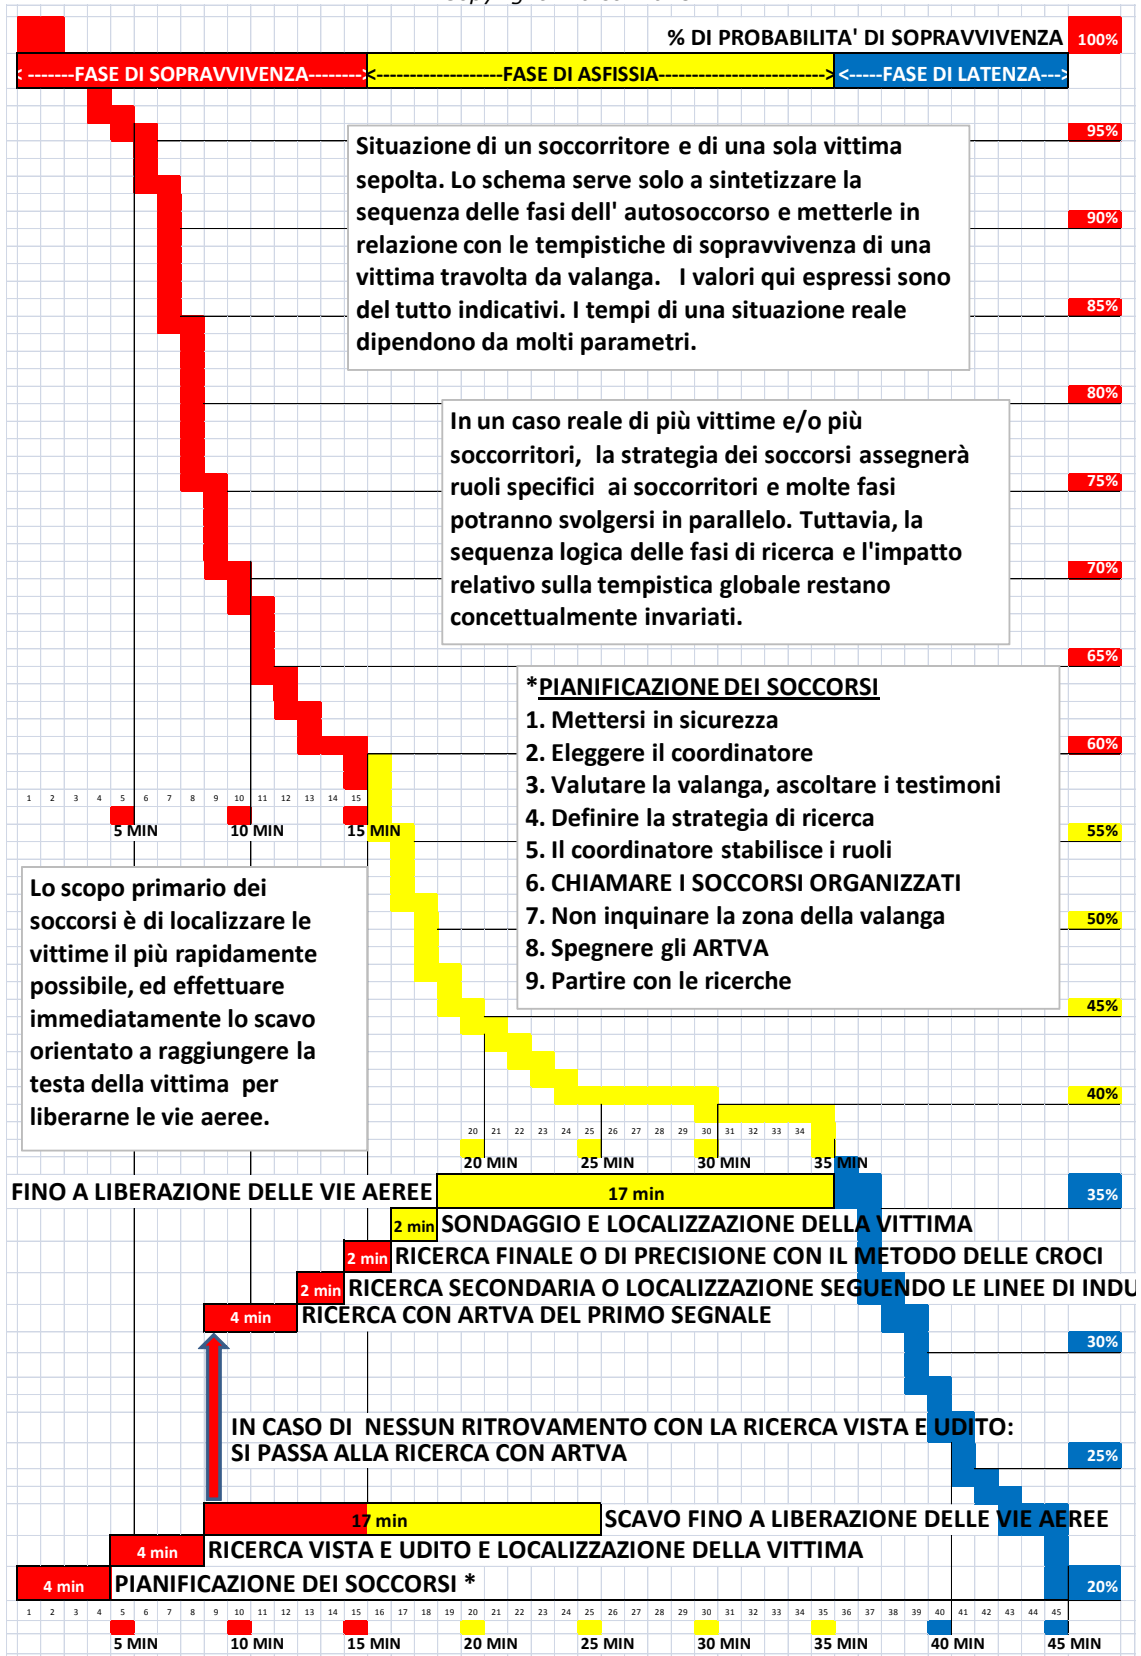 % DI PROBABILITA' DI SOPRAVVIVENZA 100%
< -------FASE DI SOPRAVVIVENZA--------> <-------------------FASE DI ASFISSIA-------------------------> <-----FASE DI LATENZA--->
95%
Situazione di un soccorritore e di una sola vittima
sepolta. Lo schema serve solo a sintetizzare la
sequenza delle fasi dell' autosoccorso e metterle in
relazione con le tempistiche di sopravvivenza di una
vittima travolta da valanga. I valori qui espressi sono
del tutto indicativi. I tempi di una situazione reale
dipendono da molti parametri.
90%
85%
80%
In un caso reale di più vittime e/o più
soccorritori, la strategia dei soccorsi assegnerà
ruoli specifici ai soccorritori e molte fasi
potranno svolgersi in parallelo. Tuttavia, la
sequenza logica delle fasi di ricerca e l'impatto
relativo sulla tempistica globale restano
concettualmente invariati.
75%
70%
65%
*PIANIFICAZIONE DEI SOCCORSI
1. Mettersi in sicurezza
2. Eleggere il coordinatore
3. Valutare la valanga, ascoltare i testimoni
4. Definire la strategia di ricerca
5. Il coordinatore stabilisce i ruoli
6. CHIAMARE I SOCCORSI ORGANIZZATI
7. Non inquinare la zona della valanga
8. Spegnere gli ARTVA
9. Partire con le ricerche
60%
1 2 3 4 5 6 7 8 9 10 11 12 13 14 15
5 MIN 10 MIN 15 MIN
55%
Lo scopo primario dei
soccorsi è di localizzare le
vittime il più rapidamente
possibile, ed effettuare
immediatamente lo scavo
orientato a raggiungere la
testa della vittima per
liberarne le vie aeree.
50%
45%
40%
20 21 22 23 24 25 26 27 28 29 30 31 32 33 34
20 MIN 25 MIN 30 MIN 35 MIN
FINO A LIBERAZIONE DELLE VIE AEREE 17 min 35%
2 min SONDAGGIO E LOCALIZZAZIONE DELLA VITTIMA
2 min RICERCA FINALE O DI PRECISIONE CON IL METODO DELLE CROCI
2 min RICERCA SECONDARIA O LOCALIZZAZIONE SEGUENDO LE LINEE DI INDU
4 min RICERCA CON ARTVA DEL PRIMO SEGNALE
30%
IN CASO DI NESSUN RITROVAMENTO CON LA RICERCA VISTA E UDITO:
SI PASSA ALLA RICERCA CON ARTVA
25%
17 min SCAVO FINO A LIBERAZIONE DELLE VIE AEREE
4 min RICERCA VISTA E UDITO E LOCALIZZAZIONE DELLA VITTIMA
4 min PIANIFICAZIONE DEI SOCCORSI * 20%
1 2 3 4 5 6 7 8 9 10 11 12 13 14 15 16 17 18 19 20 21 22 23 24 25 26 27 28 29 30 31 32 33 34 35 36 37 38 39 40 41 42 43 44 45
5 MIN 10 MIN 15 MIN 20 MIN 25 MIN 30 MIN 35 MIN 40 MIN 45 MIN